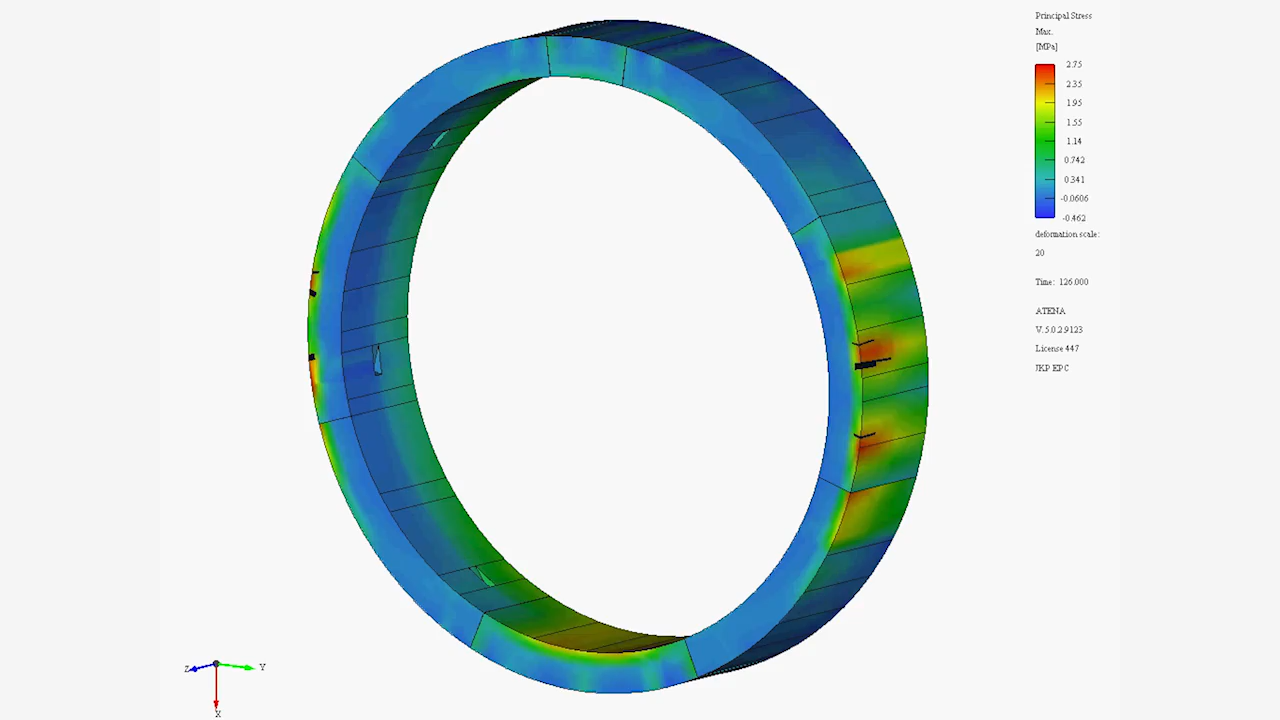 Principal Stress
Max.
[MPa]
2.75
2.35
1.95
1.55
1.14
0.742
0.341
-0.0606
-0.462
deformation scale:
20
Time: 126.000
ATENA
V. 5.0.2.9123
License 447
JKP EPC
Z
Y
X